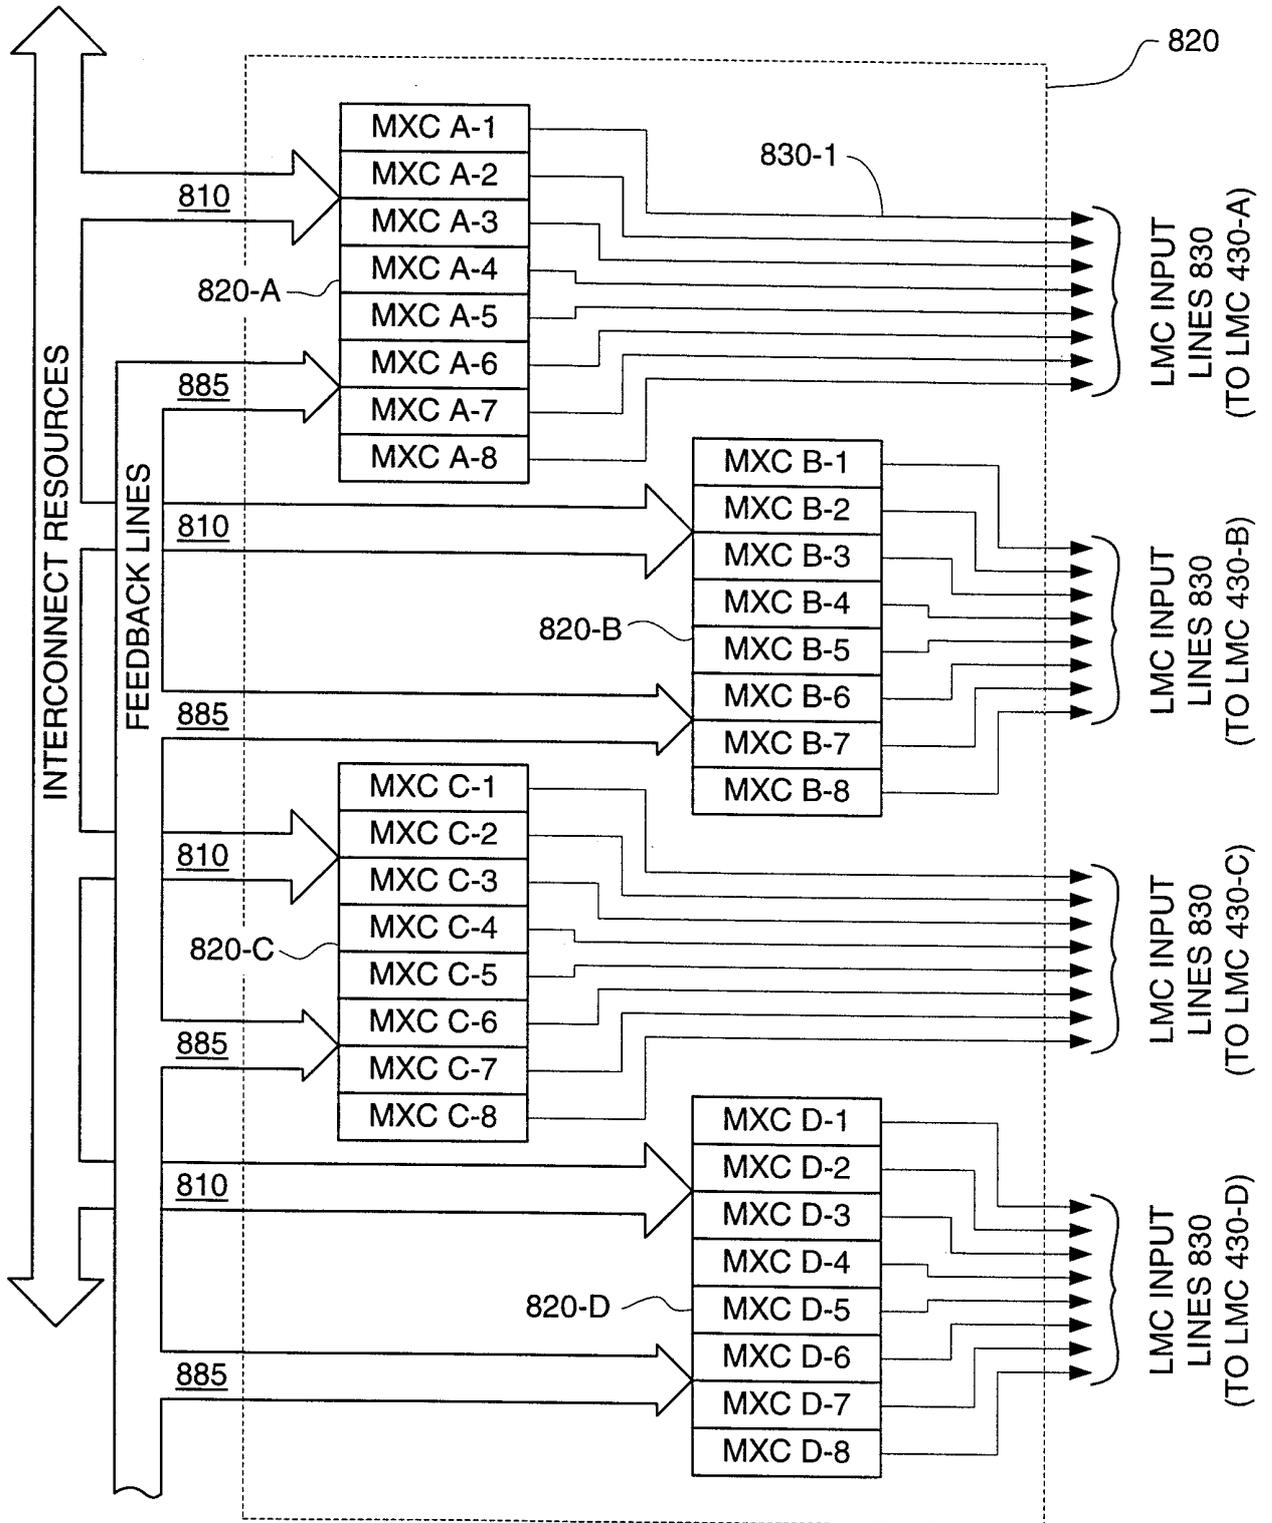 820
MXC A-1
MXC A-2
MXC A-3
MXC A-4
MXC A-5
MXC A-6
MXC A-7
MXC A-8
830-1
810
820-A
885
LMC INPUT
LINES 830
(TO LMC 430-A)
INTERCONNECT RESOURCES
FEEDBACK LINES
MXC B-1
MXC B-2
MXC B-3
MXC B-4
MXC B-5
MXC B-6
MXC B-7
MXC B-8
810
820-B
885
LMC INPUT
LINES 830
(TO LMC 430-B)
MXC C-1
MXC C-2
MXC C-3
MXC C-4
MXC C-5
MXC C-6
MXC C-7
MXC C-8
810
820-C
885
LMC INPUT
LINES 830
(TO LMC 430-C)
MXC D-1
MXC D-2
MXC D-3
MXC D-4
MXC D-5
MXC D-6
MXC D-7
MXC D-8
810
820-D
885
LMC INPUT
LINES 830
(TO LMC 430-D)